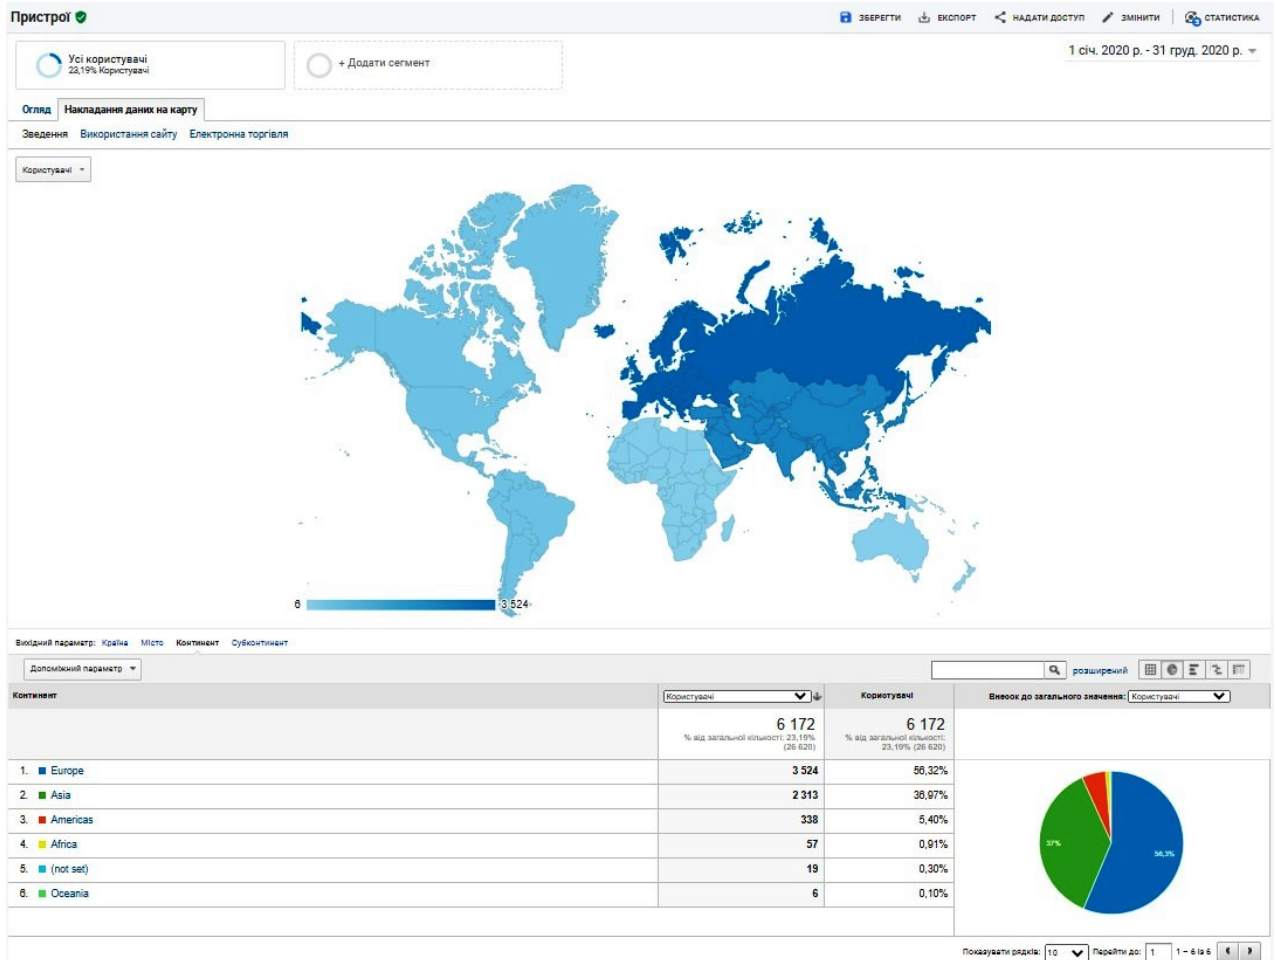 Пристрої
ЗБЕРЕГТИ ЕКСПОРТ НАДАТИ ДОСТУП ЗМІНИТИ СТАТИСТИКА
3
1 січ. 2020 р. - 31 груд. 2020 р.
Усі користувачі
23,19% Користувачі
+ Додати сегмент
Огляд Накладання даних на карту
Зведення Використання сайту Електронна торгівля
Користувачі
6 3 524
Вихідний параметр: Країна Місто Континент Субконтинент
Допоміжний параметр розширений
Континент Користувачі Користувачі Внесок до загального значення: Користувачі
6 172 6 172
% від загальної кількості: 23,19% % від загальної кількості:
(26 620) 23,19% (26 620)
1. Europe 3 524 56,32%
2. Asia 2 313 36,97%
3. Americas 338 5,40%
4. Africa 57 0,91%
5. (not set) 19 0,30%
6. Oceania 6 0,10%
37%
56,3%
Показувати рядків: 10 Перейти до: 1 1 – 6 із 6